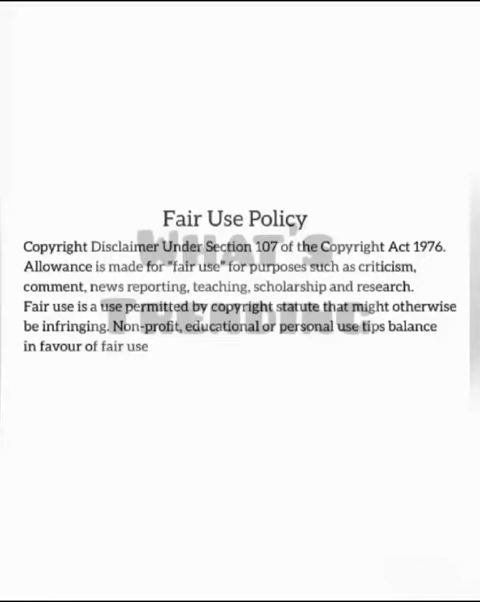 Fair Use Policy
WHAT'S
Copyright Disclaimer Under Section 107 of the Copyright Act 1976.
Allowance is made for "fair use" for purposes such as criticism,
comment, news reporting, teaching, scholarship and research.
Fair use is a use permitted by copyright statute that might otherwise
TRENDING
be infringing. Non-profit, educational or personal use tips balance
in favour of fair use